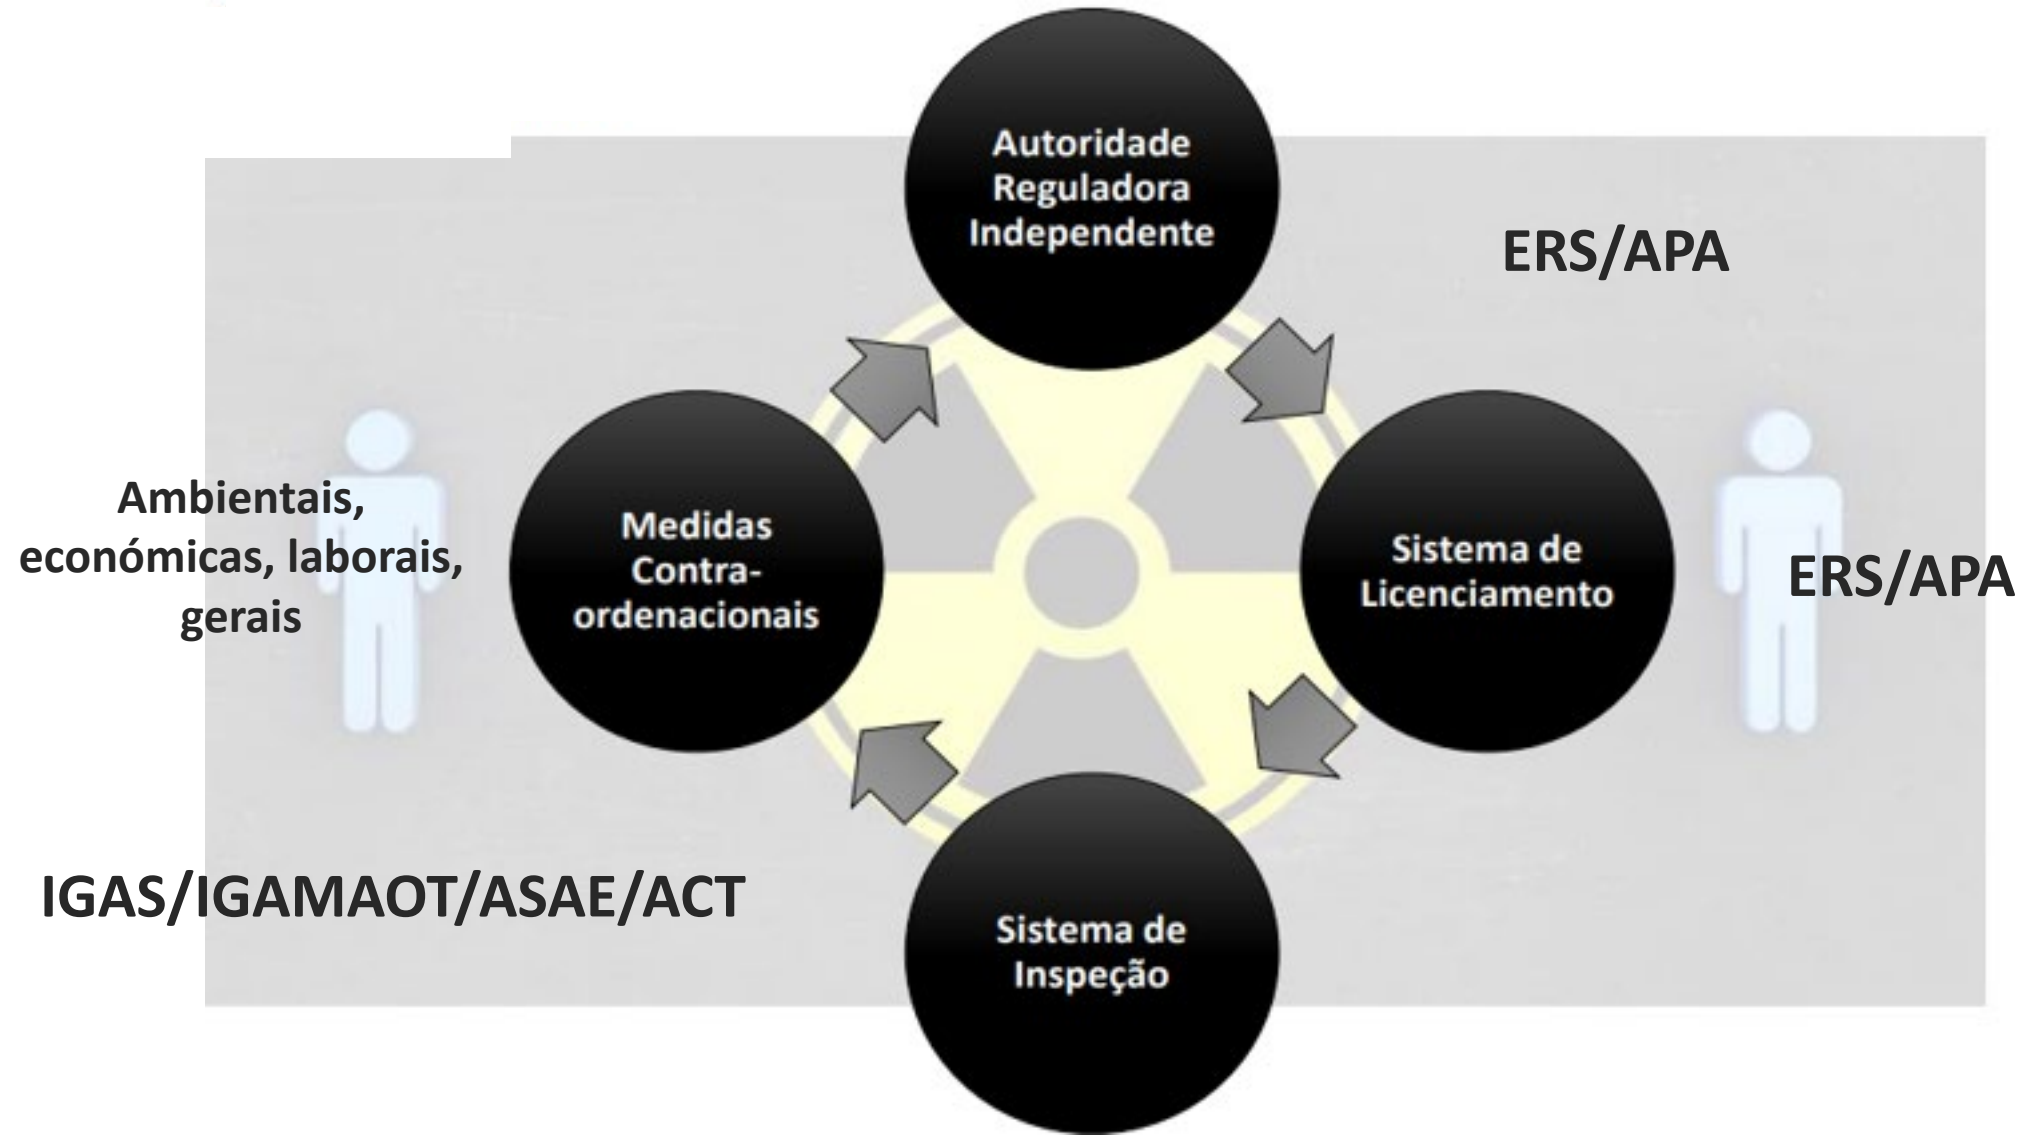 Autoridade
Reguladora
Independente
ERS/APA
Ambientais,
económicas, laborais,
gerais
Medidas
Contra-
ordenacionais
Sistema de
Licenciamento
ERS/APA
IGAS/IGAMAOT/ASAE/ACT
Sistema de
Inspeção